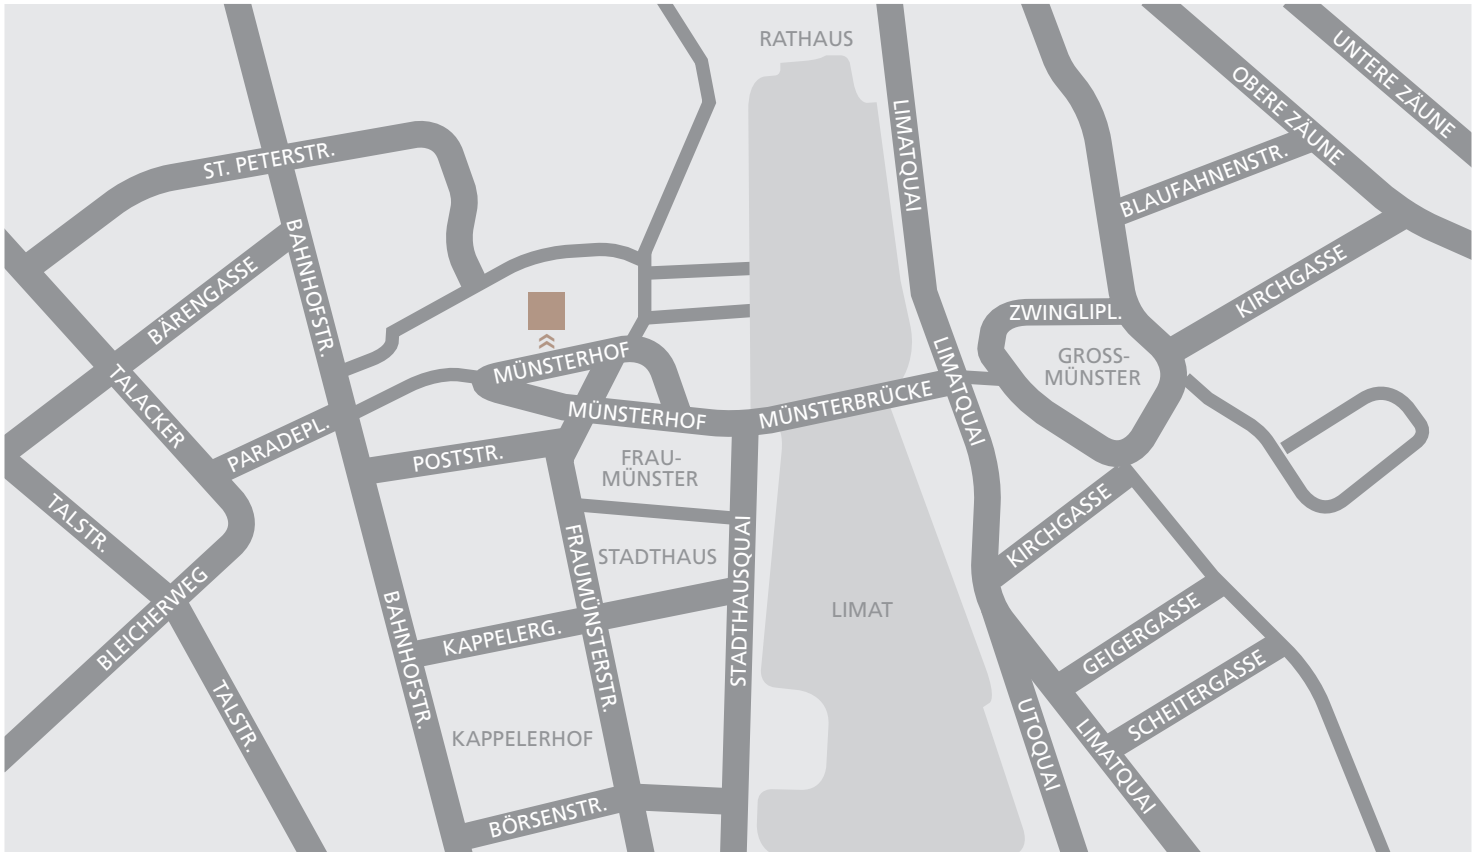 RATHAUS
UNTERE ZÄUNE
OBERE ZÄUNE
LIMATQUAI
ST. PETERSTR.
BLAUFAHNENSTR.
BAHNHOFSTR.
BÄRENGASSE
KIRCHGASSE
ZWINGLIPL.
GROSS-
MÜNSTER
MÜNSTERHOF
LIMATQUAI
TALACKER
MÜNSTERHOF
MÜNSTERBRÜCKE
PARADEPL.
POSTSTR.
FRAU-
MÜNSTER
TALSTR.
KIRCHGASSE
STADTHAUS
FRAUMÜNSTERSTR.
STADTHAUSQUAI
LIMAT
BLEICHERWEG
KAPPELERG.
GEIGERGASSE
BAHNHOFSTR.
SCHEITERGASSE
TALSTR.
KAPPELERHOF
UTOQUAI
LIMATQUAI
BÖRSENSTR.